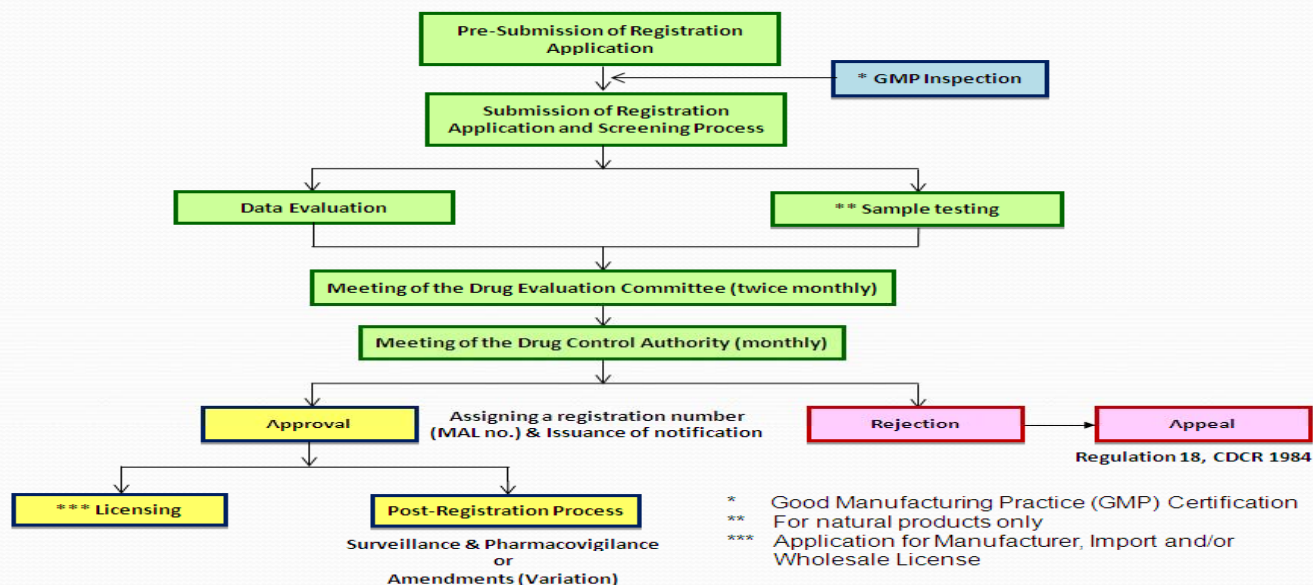 Pre-Submission of Registration
Application
* GMP Inspection
Submission of Registration
Application and Screening Process
Data Evaluation
** Sample testing
Meeting of the Drug Evaluation Committee (twice monthly)
Meeting of the Drug Control Authority (monthly)
Approval
Assigning a registration number
(MAL no.) & Issuance of notification
Rejection
Appeal
Regulation 18, CDCR 1984
*** Licensing
Post-Registration Process
Surveillance & Pharmacovigilance
or
Amendments (Variation)
* Good Manufacturing Practice (GMP) Certification
** For natural products only
*** Application for Manufacturer, Import and/or
Wholesale License